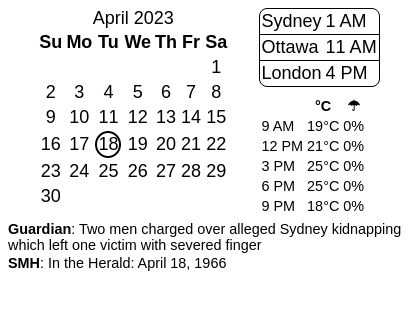 April 2023
Su Mo Tu We Th Fr Sa
1
2 3 4 5 6 7 8
9 10 11 12 13 14 15
16 17 18 19 20 21 22
23 24 25 26 27 28 29
30
Sydney 1 AM
Ottawa 11 AM
London 4 PM
°C ☂
9 AM 19°C 0%
12 PM 21°C 0%
3 PM 25°C 0%
6 PM 25°C 0%
9 PM 18°C 0%
Guardian: Two men charged over alleged Sydney kidnapping
which left one victim with severed finger
SMH: In the Herald: April 18, 1966